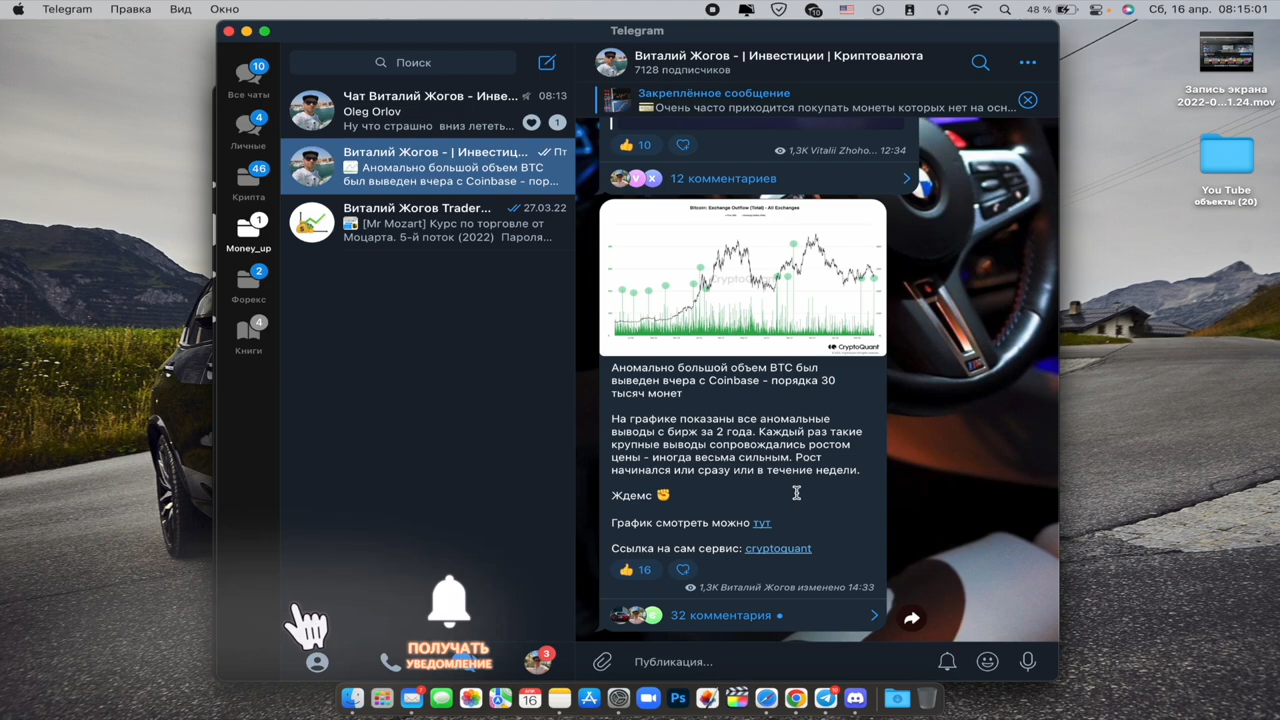 Telegram Правка Вид Окно
10
48 % Сб, 16 апр. 08:15:01
Telegram
Запись экрана
2022-0...1.24.mov
You Tube
объекты (20)
10
Все чаты
4
Личные
46
Крипта
1
Money_up
2
Форекс
4
Книги
Поиск
Чат Виталий Жогов - Инве... 08:13
Oleg Orlov
Ну что страшно вниз лететь... 1
Виталий Жогов - | Инвестиц... Пт
Аномально большой объем BTC
был выведен вчера с Coinbase - пор...
Виталий Жогов Trader... 27.03.22
[Mr Mozart] Курс по торговле от
Моцарта. 5-й поток (2022) Пароля...
Виталий Жогов - | Инвестиции | Криптовалюта
7128 подписчиков
Закреплённое сообщение
Очень часто приходится покупать монеты которых нет на осн...
10
1,3K Vitalii Zhoho... 12:34
V X 12 комментариев
Bitcoin: Exchange Outflow (Total) - All Exchanges
CryptoQuant
CryptoQuant
Аномально большой объем BTC был
выведен вчера с Coinbase - порядка 30
тысяч монет
На графике показаны все аномальные
выводы с бирж за 2 года. Каждый раз такие
крупные выводы сопровождались ростом
цены - иногда весьма сильным. Рост
начинался или сразу или в течение недели.
Ждемс
График смотреть можно тут
Ссылка на сам сервис: cryptoquant
16
1,3K Виталий Жогов изменено 14:33
32 комментария
Публикация...
ПОЛУЧАТЬ
УВЕДОМЛЕНИЕ
3
АПР.
16
Ps